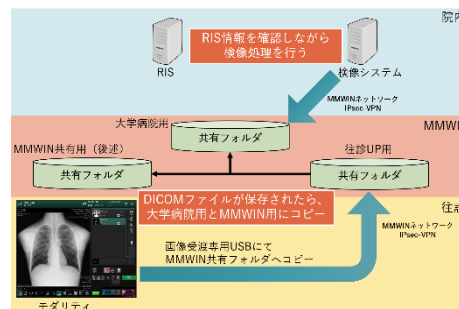 院内
RIS情報を確認しながら
検像処理を行う
RIS
検像システム
MMWINネットワーク
IPsec-VPN
大学病院用
MMWIN
共有フォルダ
MMWIN共有用（後述）
往診UP用
共有フォルダ
共有フォルダ
DICOMファイルが保存されたら、
大学病院用とMMWIN用にコピー
往診
MMWINネットワーク
IPsec-VPN
画像受渡専用USBにて
MMWIN共有フォルダへコピー
モダリティ